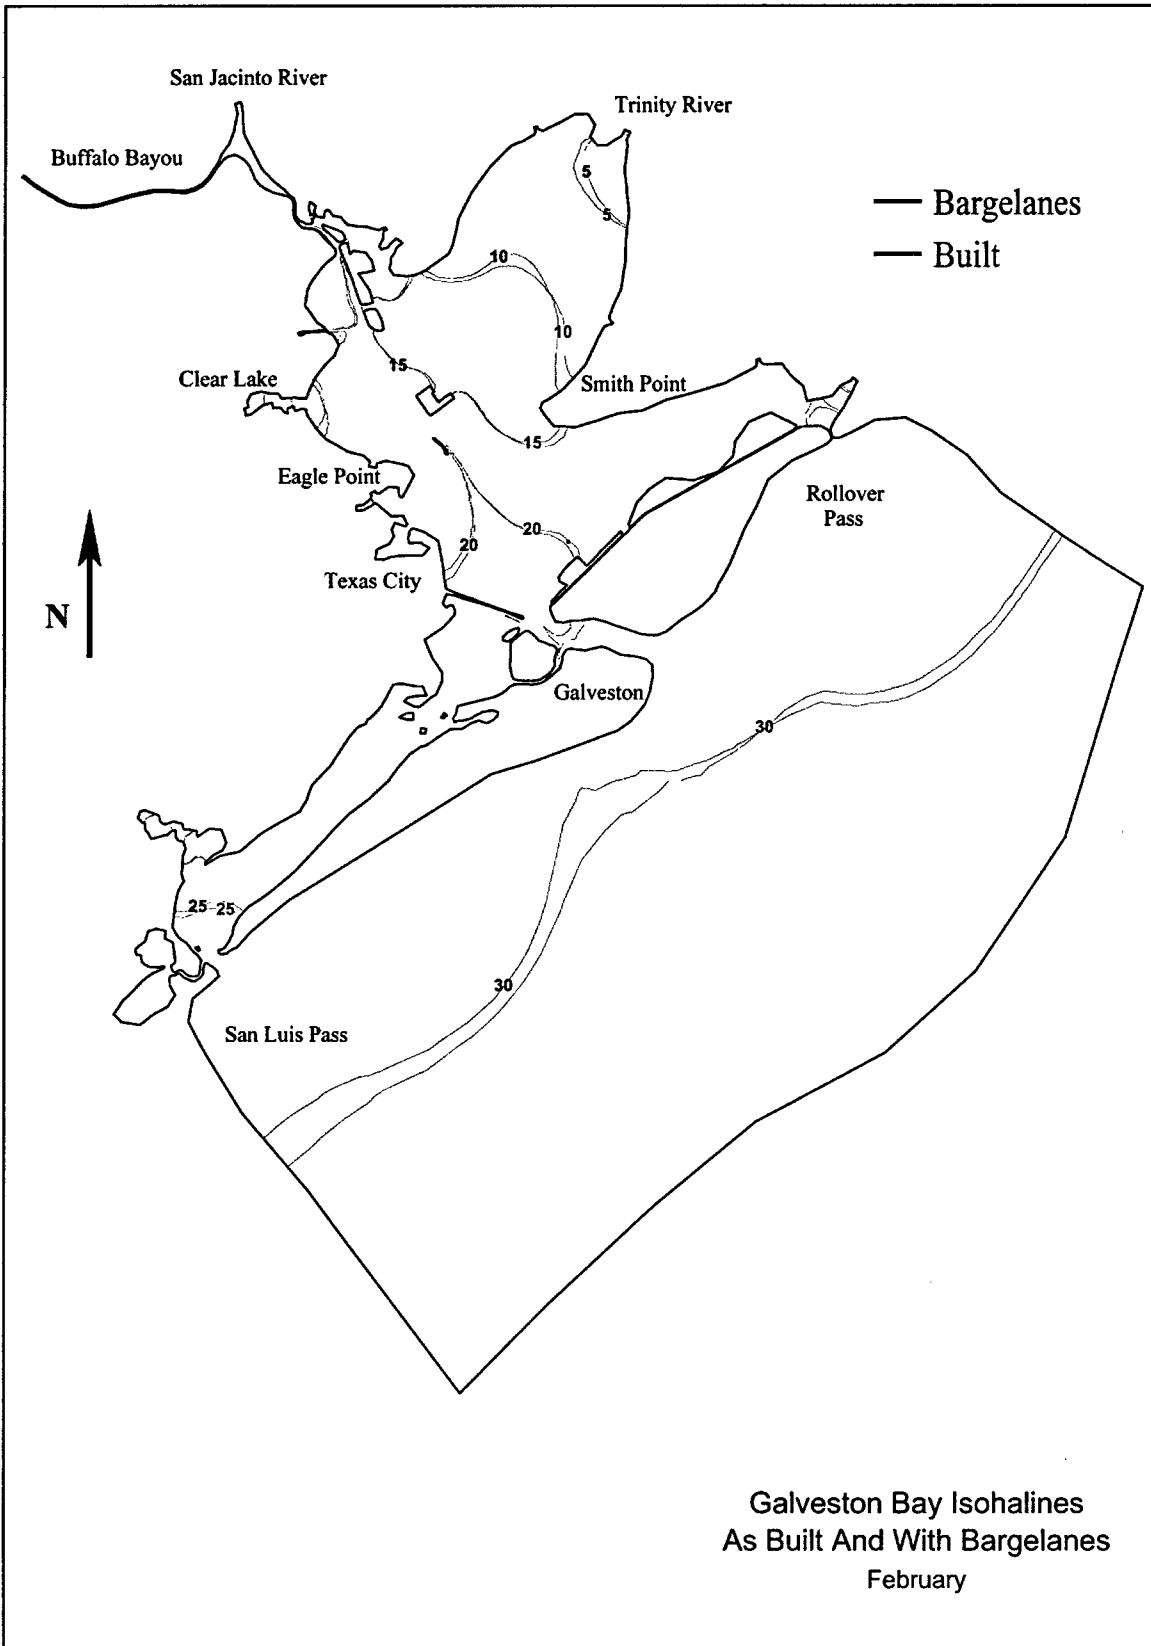 San Jacinto River
Trinity River
Buffalo Bayou
5
5
Bargelanes
Built
10
10
15
Clear Lake
Smith Point
15
Eagle Point
Rollover
Pass
20
20
Texas City
N
Galveston
30
25
25
30
San Luis Pass
Galveston Bay Isohalines
As Built And With Bargelanes
February